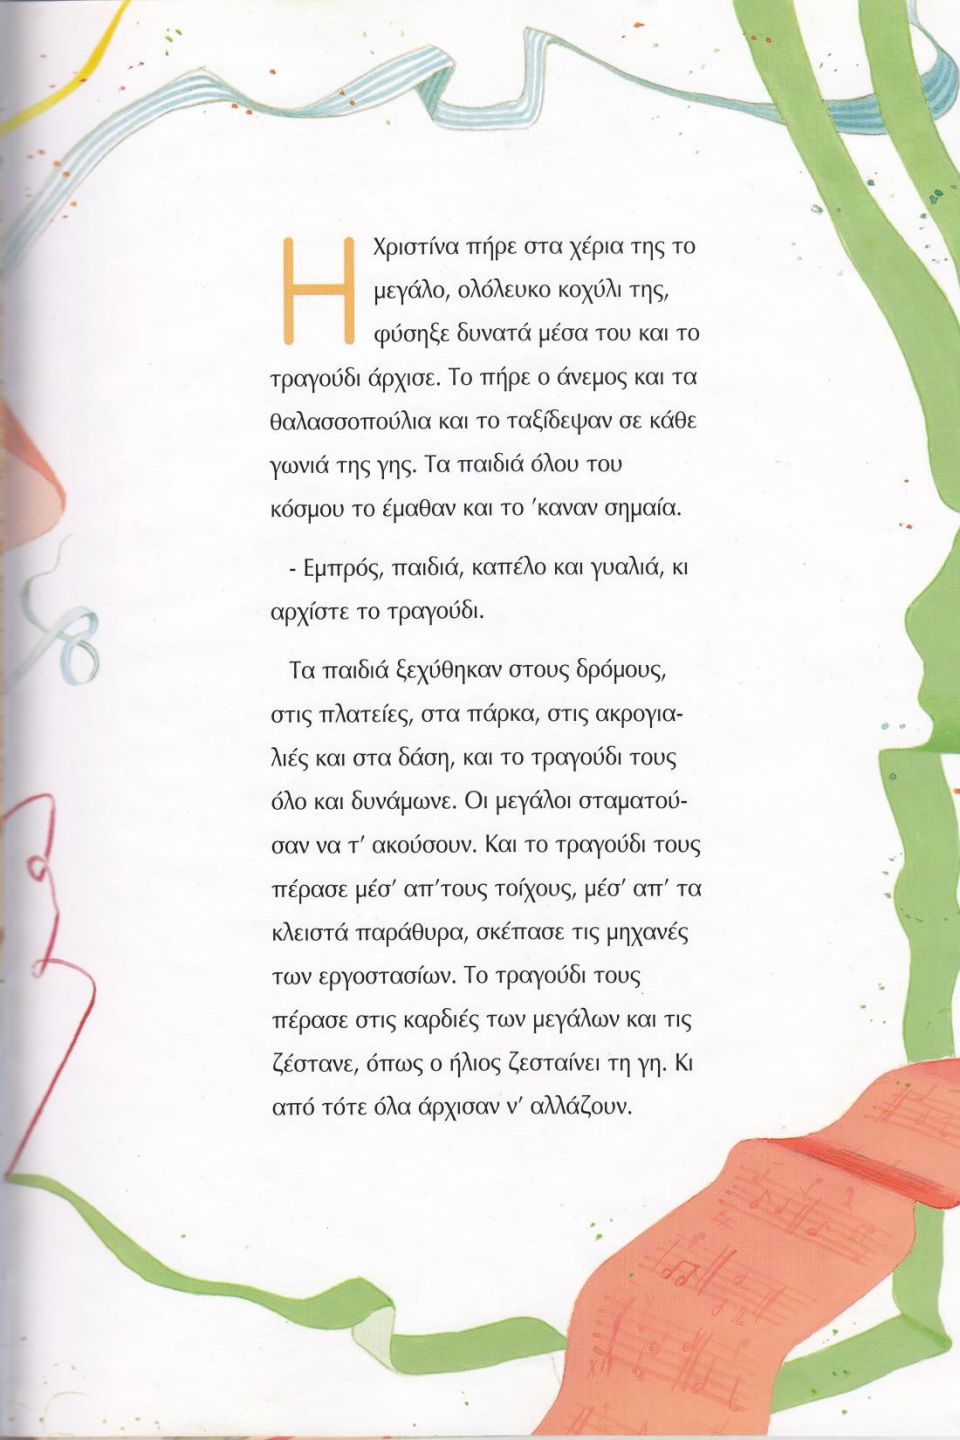 Η Χριστίνα πήρε στα χέρια της το
μεγάλο, ολόλευκο κοχύλι της,
φύσηξε δυνατά μέσα του και το
τραγούδι άρχισε. Το πήρε ο άνεμος και τα
θαλασσοπούλια και το ταξίδεψαν σε κάθε
γωνιά της γης. Τα παιδιά όλου του
κόσμου το έμαθαν και το ’καναν σημαία.
- Εμπρός, παιδιά, καπέλο και γυαλιά, κι
αρχίστε το τραγούδι.
Τα παιδιά ξεχύθηκαν στους δρόμους,
στις πλατείες, στα πάρκα, στις ακρογια-
λιές και στα δάση, και το τραγούδι τους
όλο και δυνάμωνε. Οι μεγάλοι σταματού-
σαν να τ’ ακούσουν. Και το τραγούδι τους
πέρασε μέσ’ απ’τους τοίχους, μέσ’ απ’ τα
κλειστά παράθυρα, σκέπασε τις μηχανές
των εργοστασίων. Το τραγούδι τους
πέρασε στις καρδιές των μεγάλων και τις
ζέστανε, όπως ο ήλιος ζεσταίνει τη γη. Κι
από τότε όλα άρχισαν ν’ αλλάζουν.